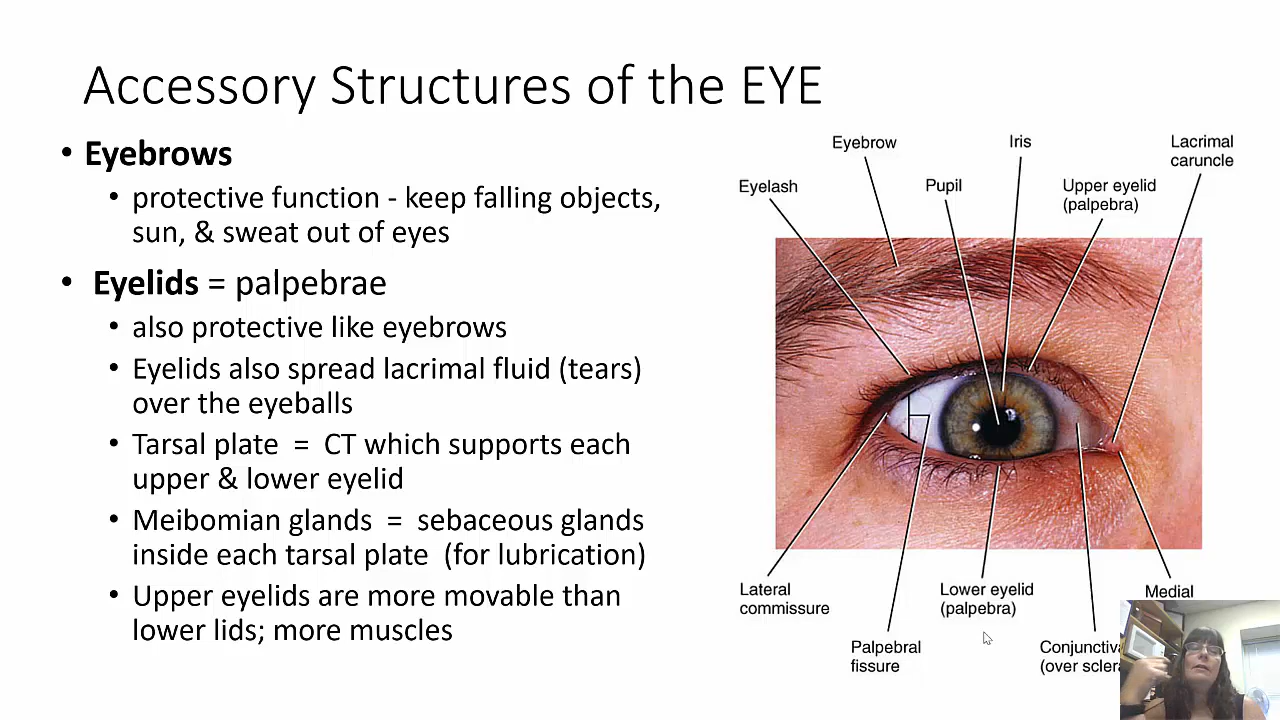 Accessory Structures of the EYE
• Eyebrows
• protective function - keep falling objects,
sun, & sweat out of eyes
• Eyelids = palpebrae
• also protective like eyebrows
• Eyelids also spread lacrimal fluid (tears)
over the eyeballs
• Tarsal plate = CT which supports each
upper & lower eyelid
• Meibomian glands = sebaceous glands
inside each tarsal plate (for lubrication)
• Upper eyelids are more movable than
lower lids; more muscles
Eyebrow
Iris
Lacrimal
caruncle
Eyelash
Pupil
Upper eyelid
(palpebra)
Lateral
commissure
Lower eyelid
(palpebra)
Medial
Palpebral
fissure
Conjunctiva
(over sclera